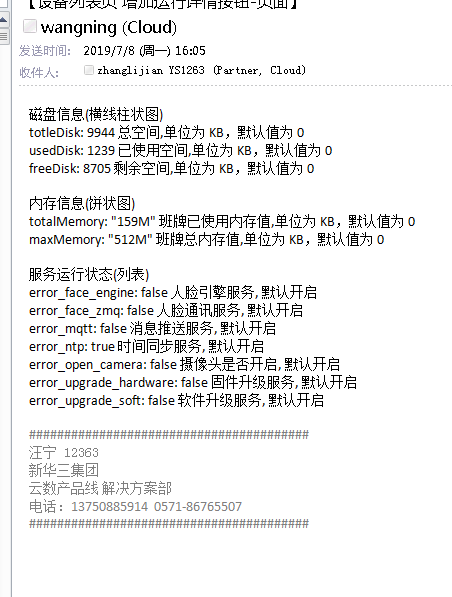 【设备列表页 增加运行详情按钮-页面】
wangning (Cloud)
发送时间: 2019/7/8 (周一) 16:05
收件人: zhanglijian YS1263 (Partner, Cloud)
磁盘信息(横线柱状图)
totleDisk: 9944 总空间,单位为 KB，默认值为 0
usedDisk: 1239 已使用空间,单位为 KB，默认值为 0
freeDisk: 8705 剩余空间,单位为 KB，默认值为 0
内存信息(饼状图)
totalMemory: "159M" 班牌已使用内存值,单位为 KB，默认值为 0
maxMemory: "512M" 班牌总内存值,单位为 KB，默认值为 0
服务运行状态(列表)
error_face_engine: false 人脸引擎服务, 默认开启
error_face_zmq: false 人脸通讯服务, 默认开启
error_mqtt: false 消息推送服务, 默认开启
error_ntp: true 时间同步服务, 默认开启
error_open_camera: false 摄像头是否开启, 默认开启
error_upgrade_hardware: false 固件升级服务, 默认开启
error_upgrade_soft: false 软件升级服务, 默认开启
########################################
汪宁 12363
新华三集团
云数产品线 解决方案部
电话：13750885914 0571-86765507
########################################